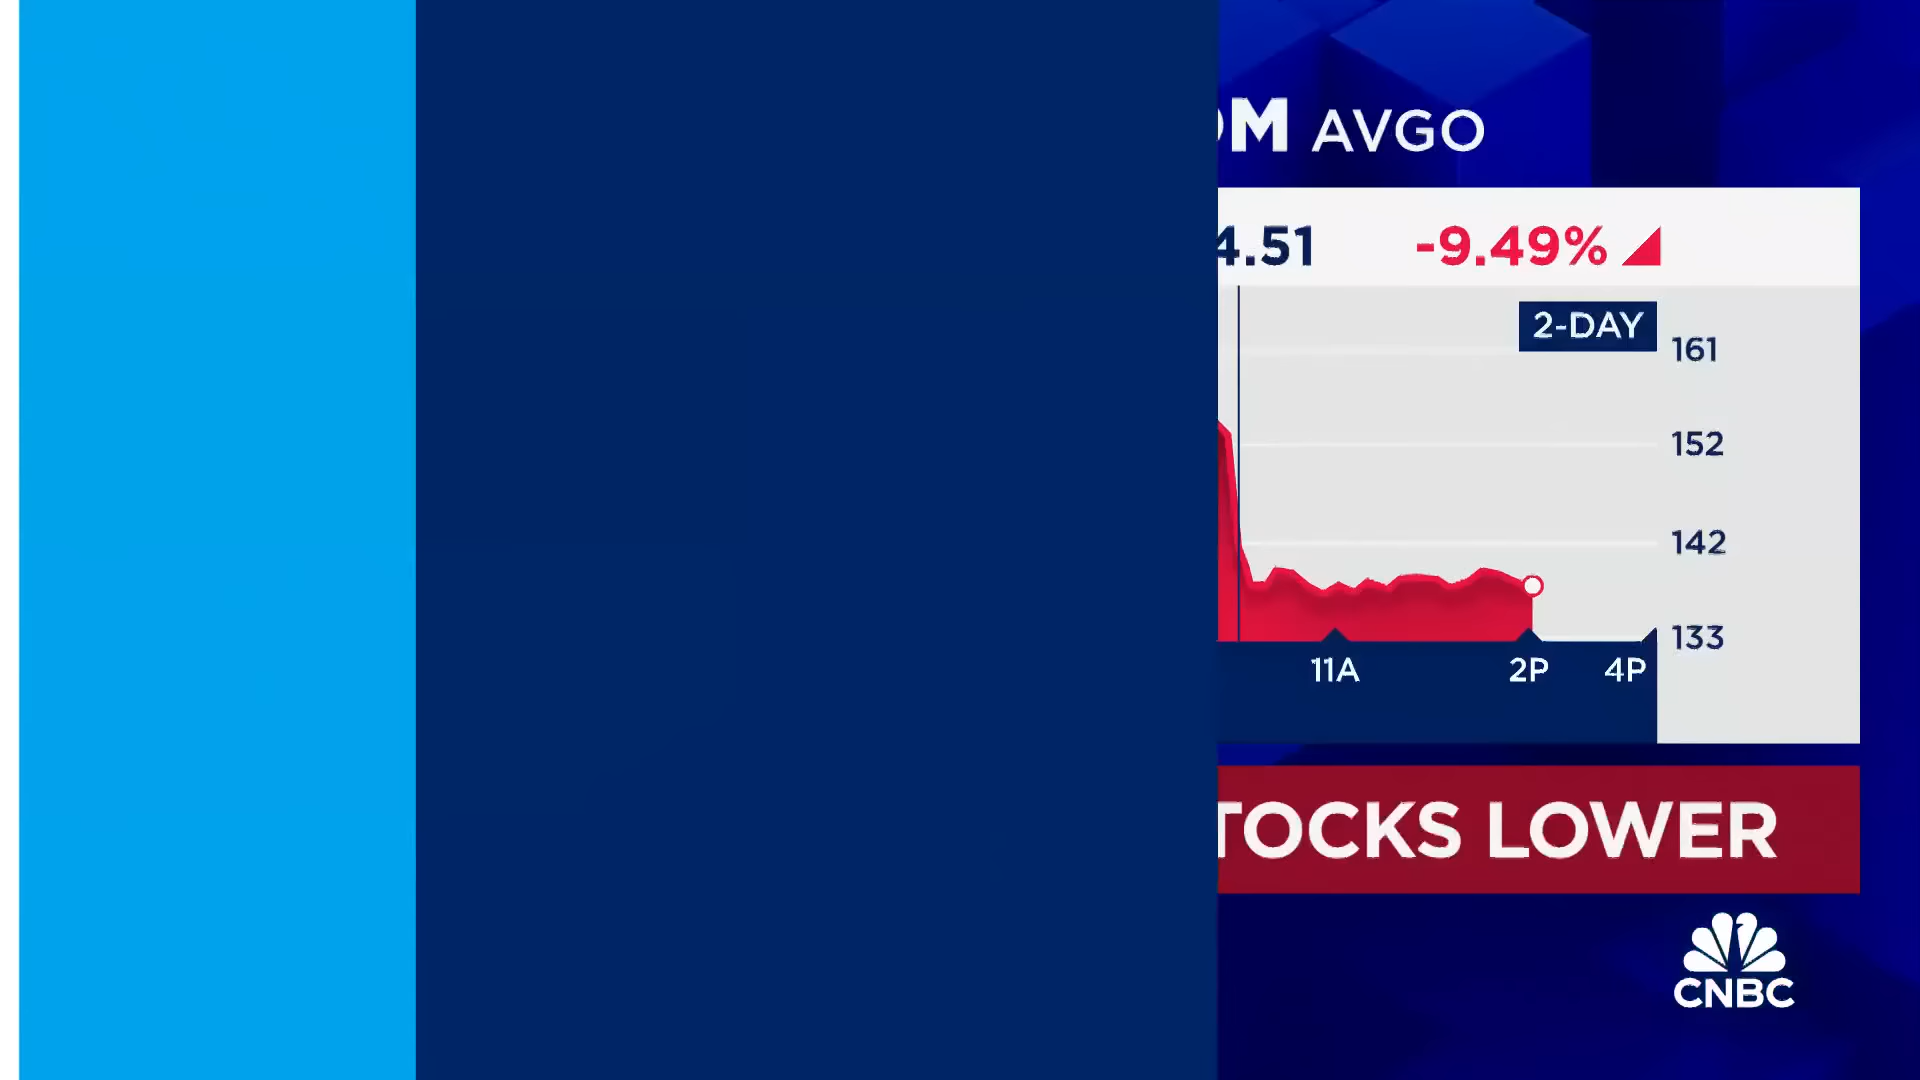 M AVGO
4.51 -9.49%
2-DAY
161
152
142
133
11A 2P 4P
TOCKS LOWER
CNBC